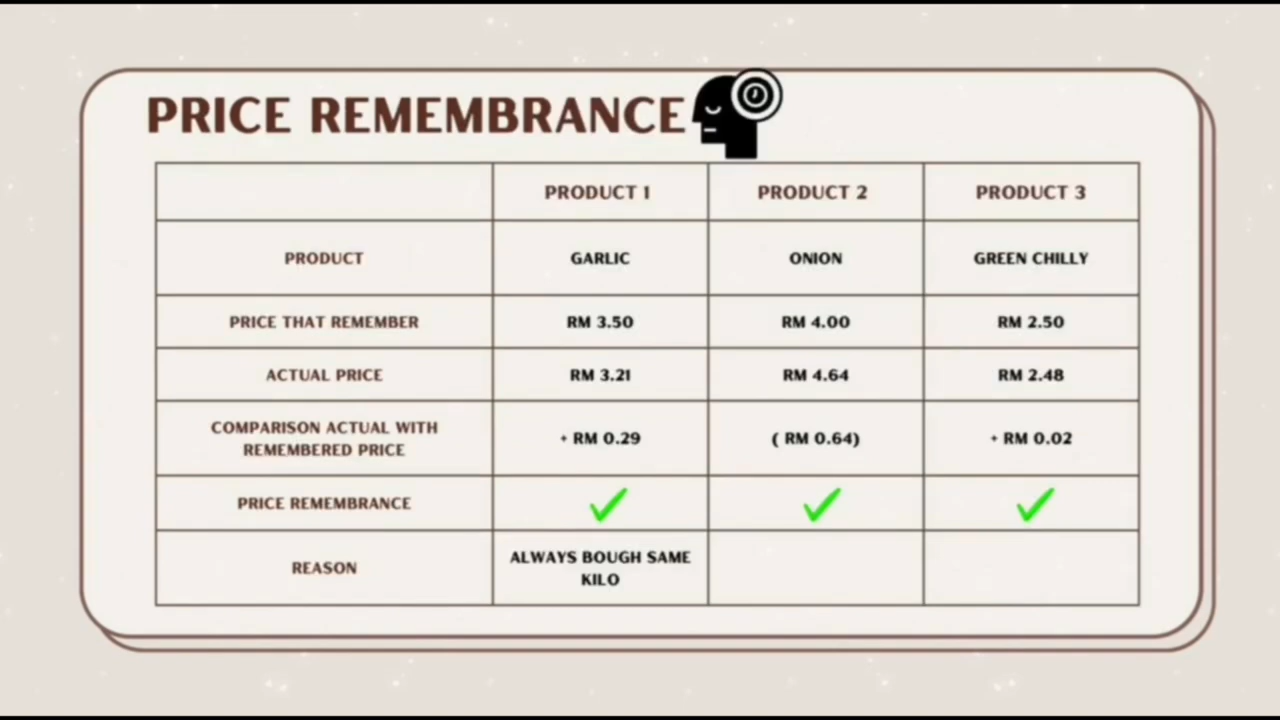 PRICE REMEMBRANCE
PRODUCT 1 PRODUCT 2 PRODUCT 3
PRODUCT GARLIC ONION GREEN CHILLY
PRICE THAT REMEMBER RM 3.50 RM 4.00 RM 2.50
ACTUAL PRICE RM 3.21 RM 4.64 RM 2.48
COMPARISON ACTUAL WITH
REMEMBERED PRICE + RM 0.29 ( RM 0.64) + RM 0.02
PRICE REMEMBRANCE
REASON ALWAYS BOUGH SAME
KILO